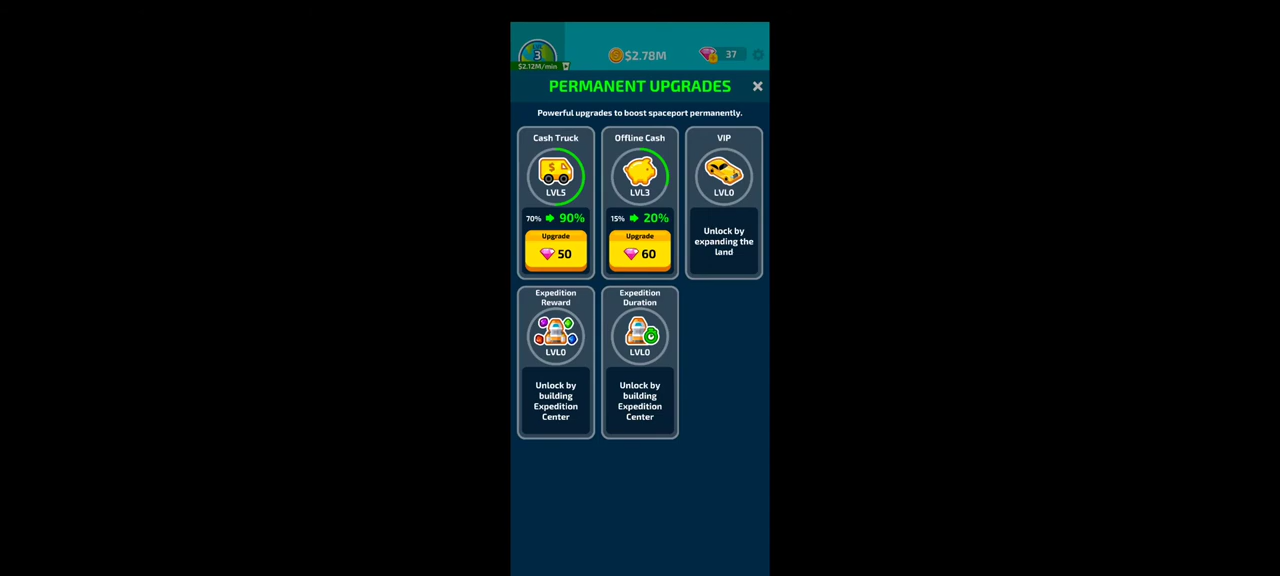 3
$2.12M/min
$2.78M
37
PERMANENT UPGRADES
Powerful upgrades to boost spaceport permanently.
Cash Truck
LVL5
70% 90%
Upgrade
50
Offline Cash
LVL3
15% 20%
Upgrade
60
VIP
LVL0
Unlock by
expanding the
land
Expedition
Reward
LVL0
Unlock by
building
Expedition
Center
Expedition
Duration
LVL0
Unlock by
building
Expedition
Center